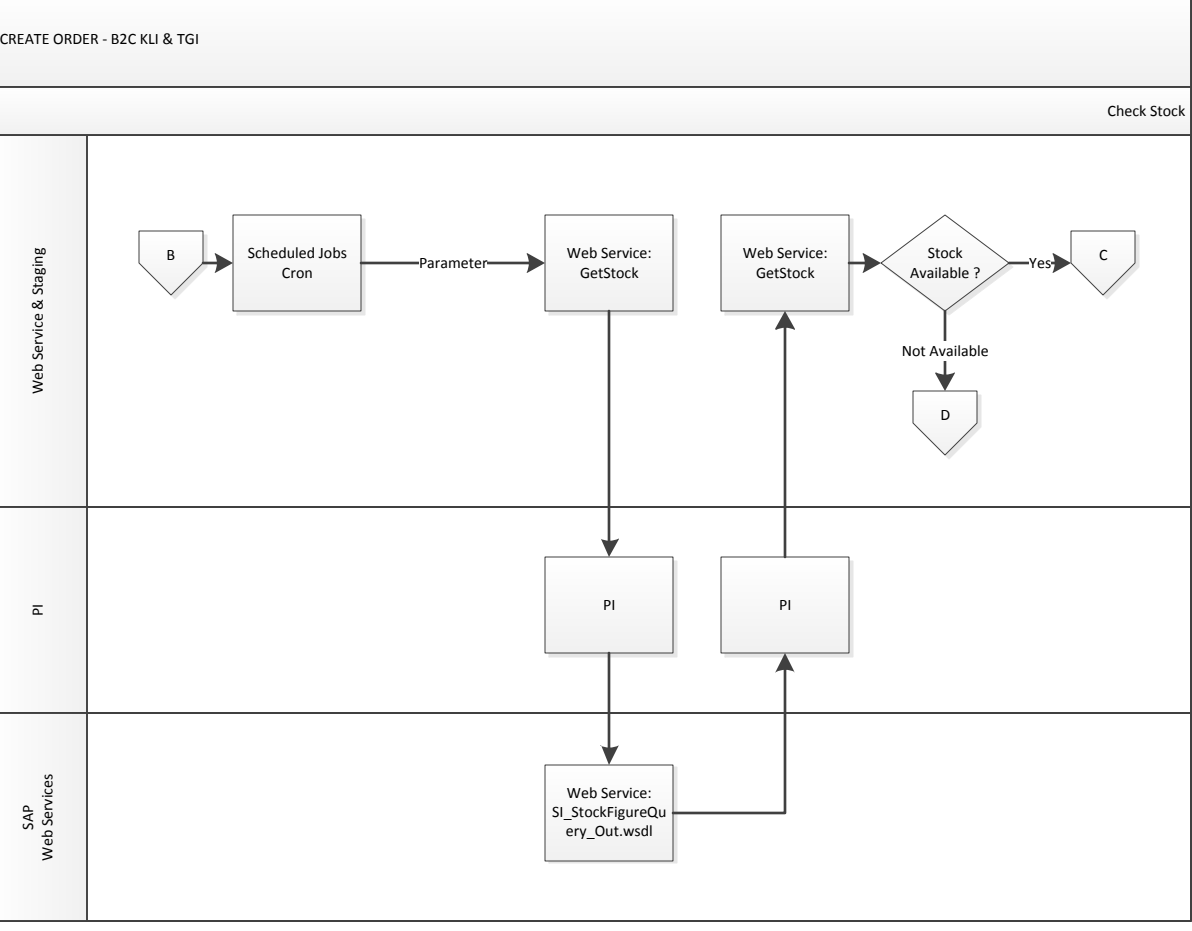 CREATE ORDER - B2C KLI & TGI
Check Stock
Web Service & Staging
B
Scheduled Jobs
Cron
Parameter
Web Service:
GetStock
Web Service:
GetStock
Stock
Available ?
Yes
C
Not Available
D
PI
PI
PI
SAP
Web Services
Web Service:
SI_StockFigureQu
ery_Out.wsdl